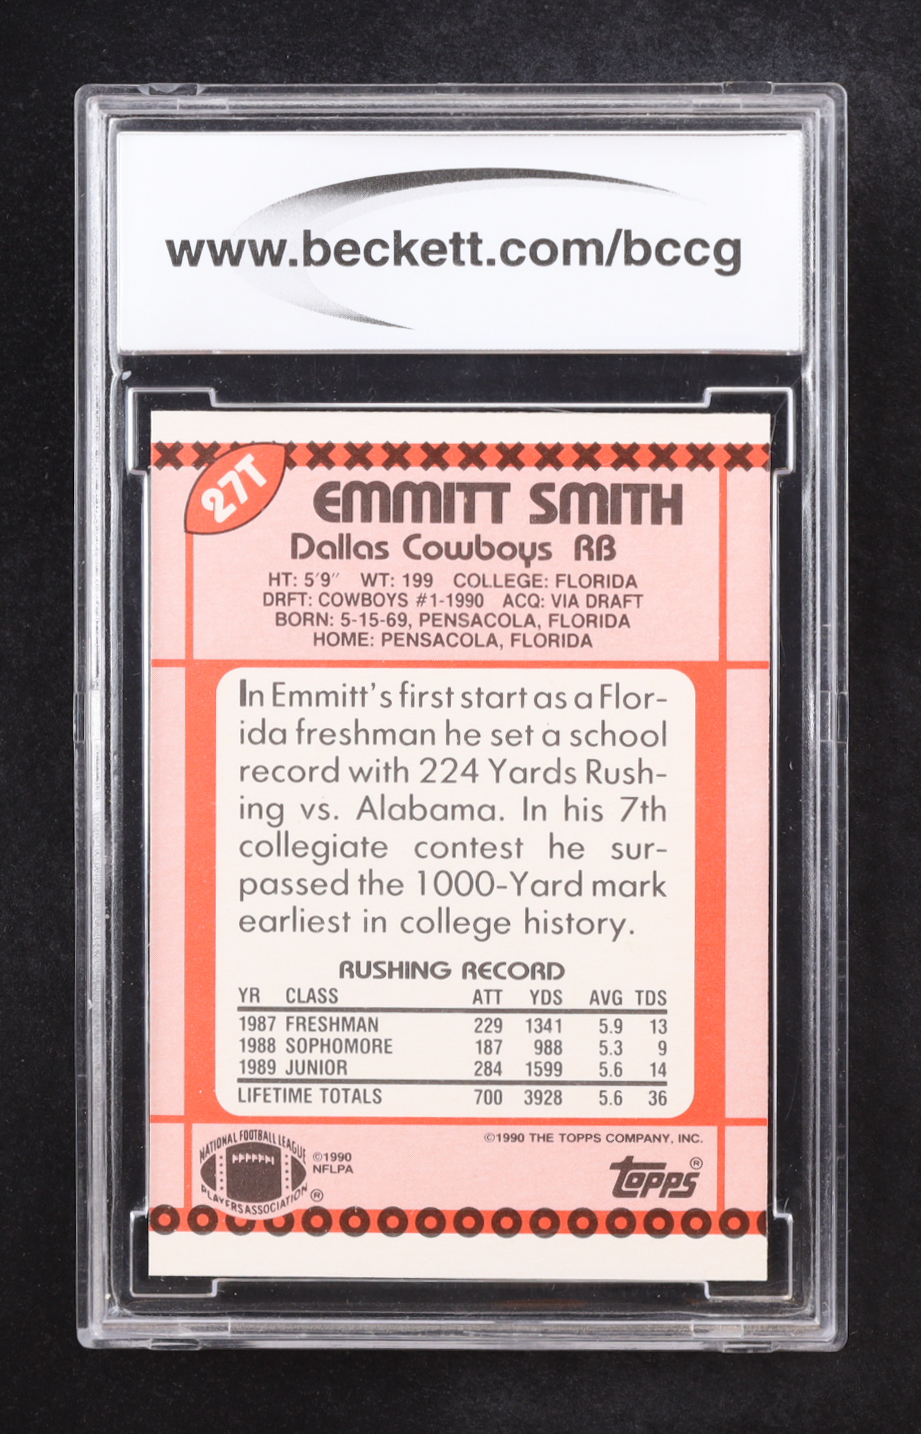 www.beckett.com/bccg
27T
EMMITT SMITH
Dallas Cowboys RB
HT: 5'9" WT: 199 COLLEGE: FLORIDA
DRFT: COWBOYS #1-1990 ACQ: VIA DRAFT
BORN: 5-15-69, PENSACOLA, FLORIDA
HOME: PENSACOLA, FLORIDA
In Emmitt's first start as a Flor-
ida freshman he set a school
record with 224 Yards Rush-
ing vs. Alabama. In his 7th
collegiate contest he sur-
passed the 1000-Yard mark
earliest in college history.
RUSHING RECORD
YR CLASS ATT YDS AVG TDS
1987 FRESHMAN 229 1341 5.9 13
1988 SOPHOMORE 187 988 5.3 9
1989 JUNIOR 284 1599 5.6 14
LIFETIME TOTALS 700 3928 5.6 36
©1990 THE TOPPS COMPANY, INC.
NATIONAL FOOTBALL LEAGUE
PLAYERS ASSOCIATION ®
©1990
NFLPA
topps ®